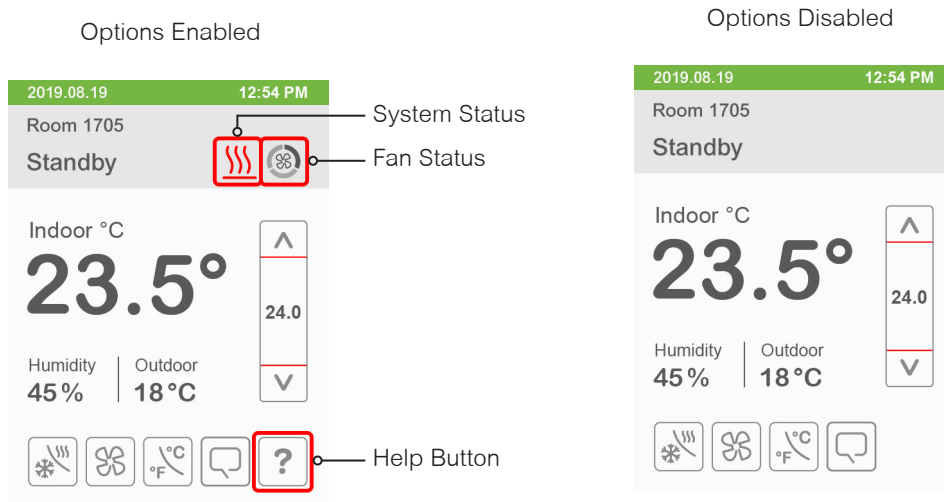 Options Enabled
2019.08.19 12:54 PM
Room 1705
Standby
System Status
Fan Status
Indoor °C
23.5°
24.0
Humidity Outdoor
45% 18°C
°C
°F
?
Help Button
Options Disabled
2019.08.19 12:54 PM
Room 1705
Standby
Indoor °C
23.5°
24.0
Humidity Outdoor
45% 18°C
°C
°F